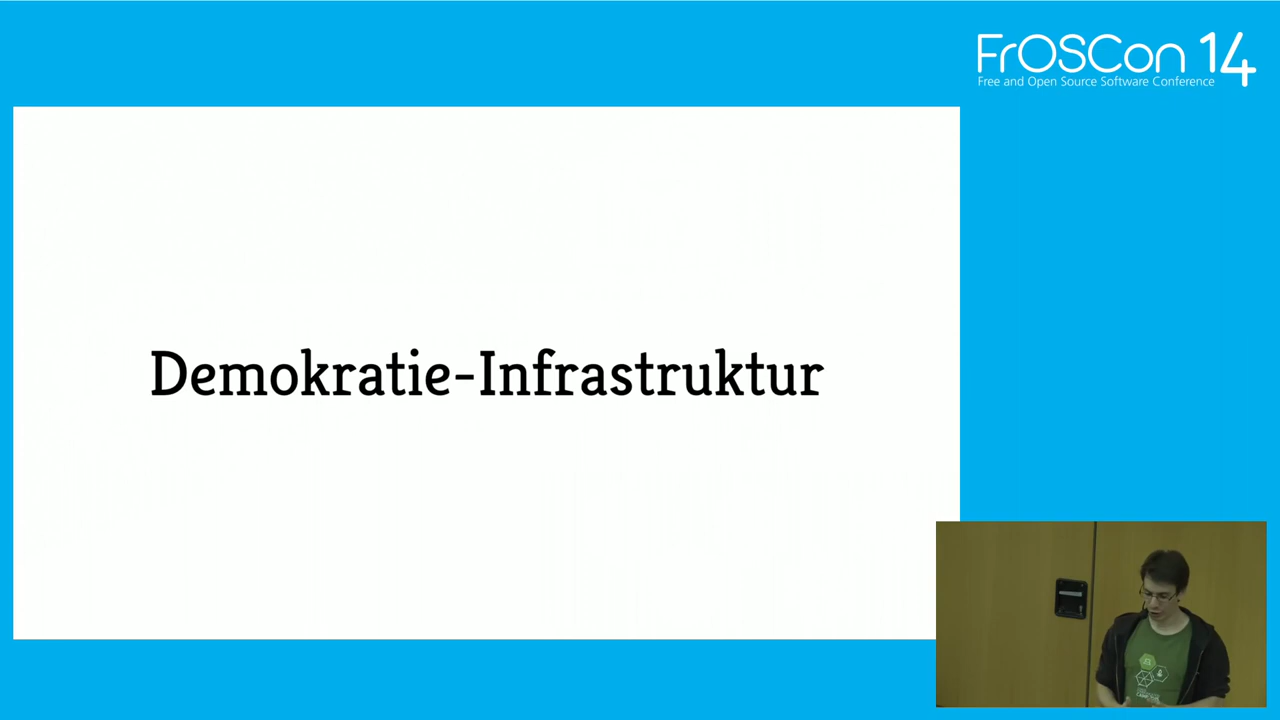 FrOSCon 14
Free and Open Source Software Conference
Demokratie-Infrastruktur